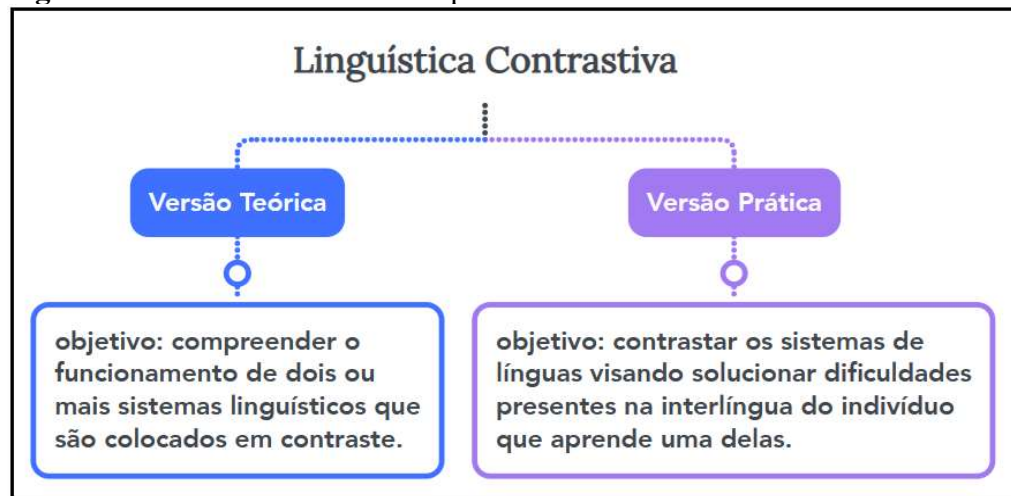 Linguística Contrastiva
Versão Teórica
Versão Prática
objetivo: compreender o
funcionamento de dois ou
mais sistemas linguísticos que
são colocados em contraste.
objetivo: contrastar os sistemas de
línguas visando solucionar dificuldades
presentes na interlíngua do indivíduo
que aprende uma delas.